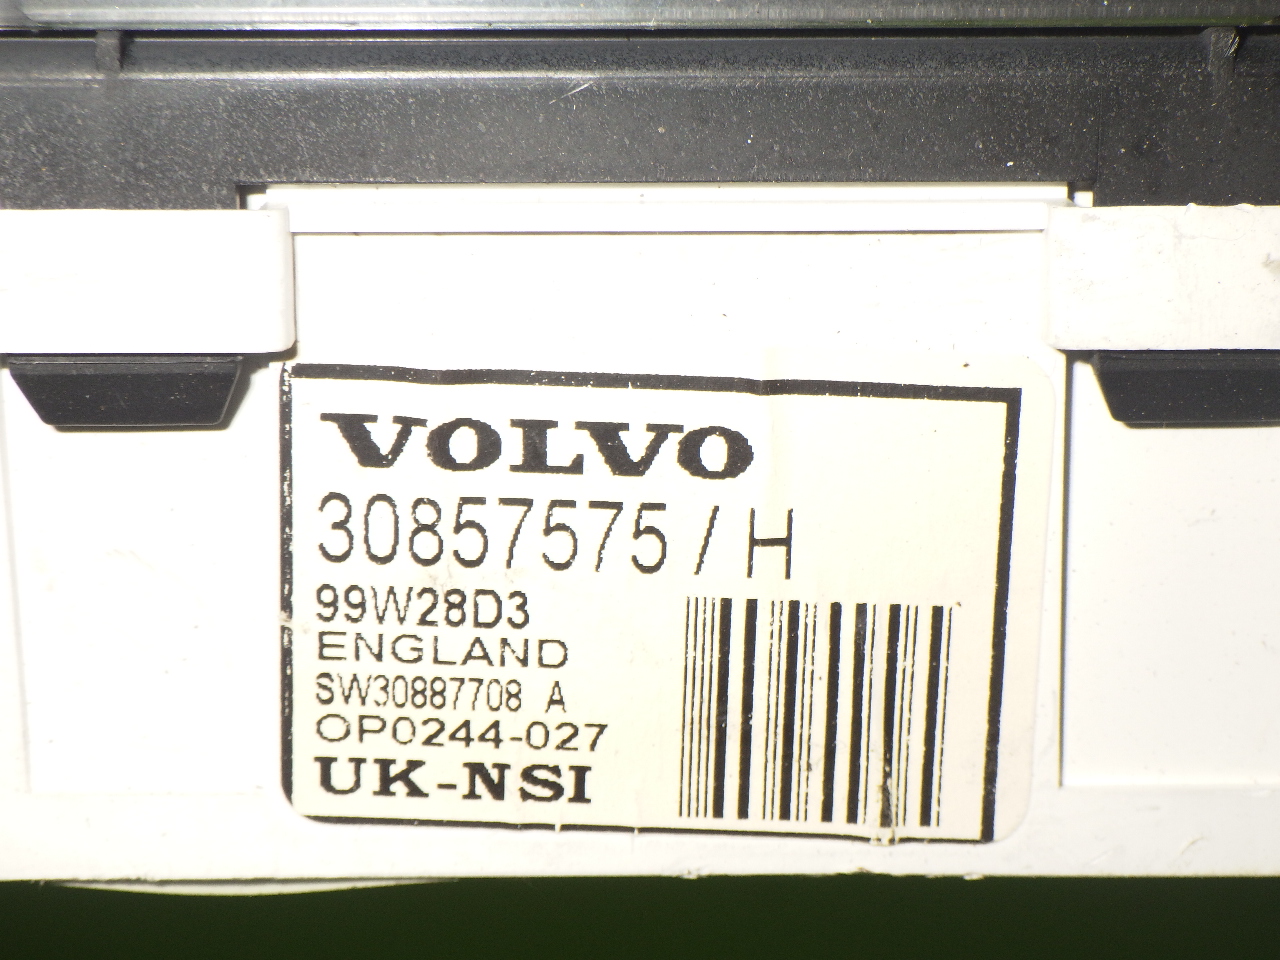 VOLVO
30857575 / H
99W28D3
ENGLAND
SW30887708 A
OP0244-027
UK-NSI